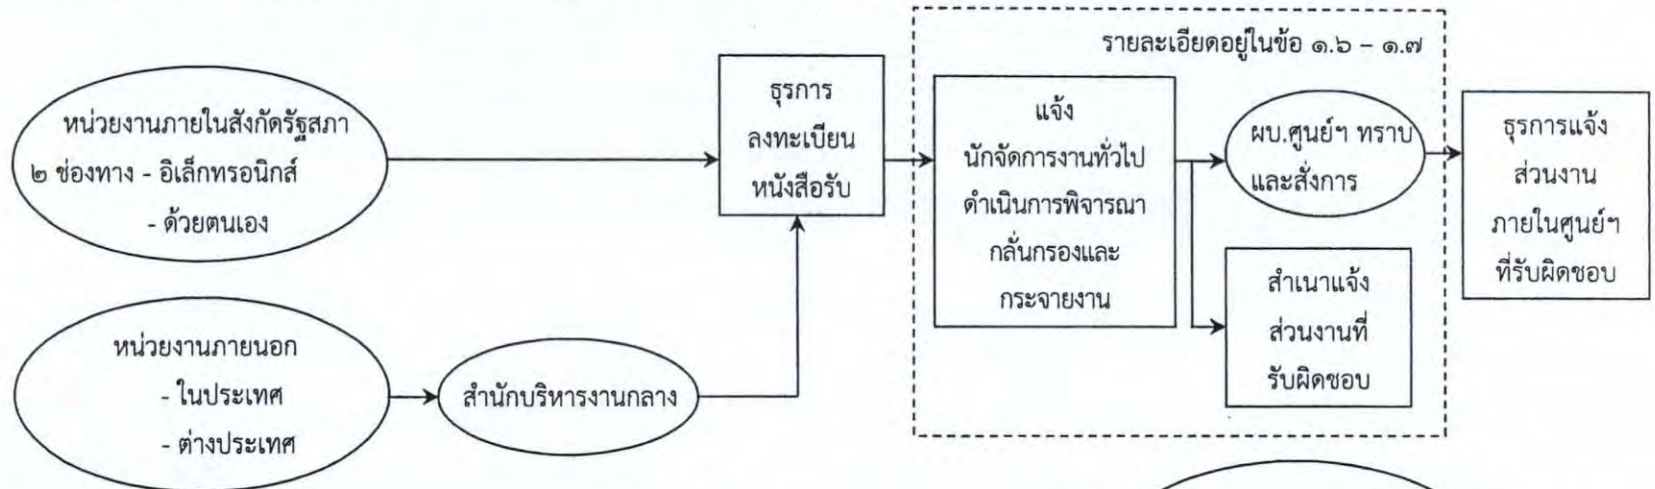 รายละเอียดอยู่ในข้อ ๑.๖ – ๑.๗
หน่วยงานภายในสังกัดรัฐสภา
๒ ช่องทาง - อิเล็กทรอนิกส์
- ด้วยตนเอง
หน่วยงานภายนอก
- ในประเทศ
- ต่างประเทศ
สำนักบริหารงานกลาง
ธุรการ
ลงทะเบียน
หนังสือรับ
แจ้ง
นักจัดการงานทั่วไป
ดำเนินการพิจารณา
กลั่นกรองและ
กระจายงาน
ผบ.ศูนย์ฯ ทราบ
และสั่งการ
สำเนาแจ้ง
ส่วนงานที่
รับผิดชอบ
ธุรการแจ้ง
ส่วนงาน
ภายในศูนย์ฯ
ที่รับผิดชอบ